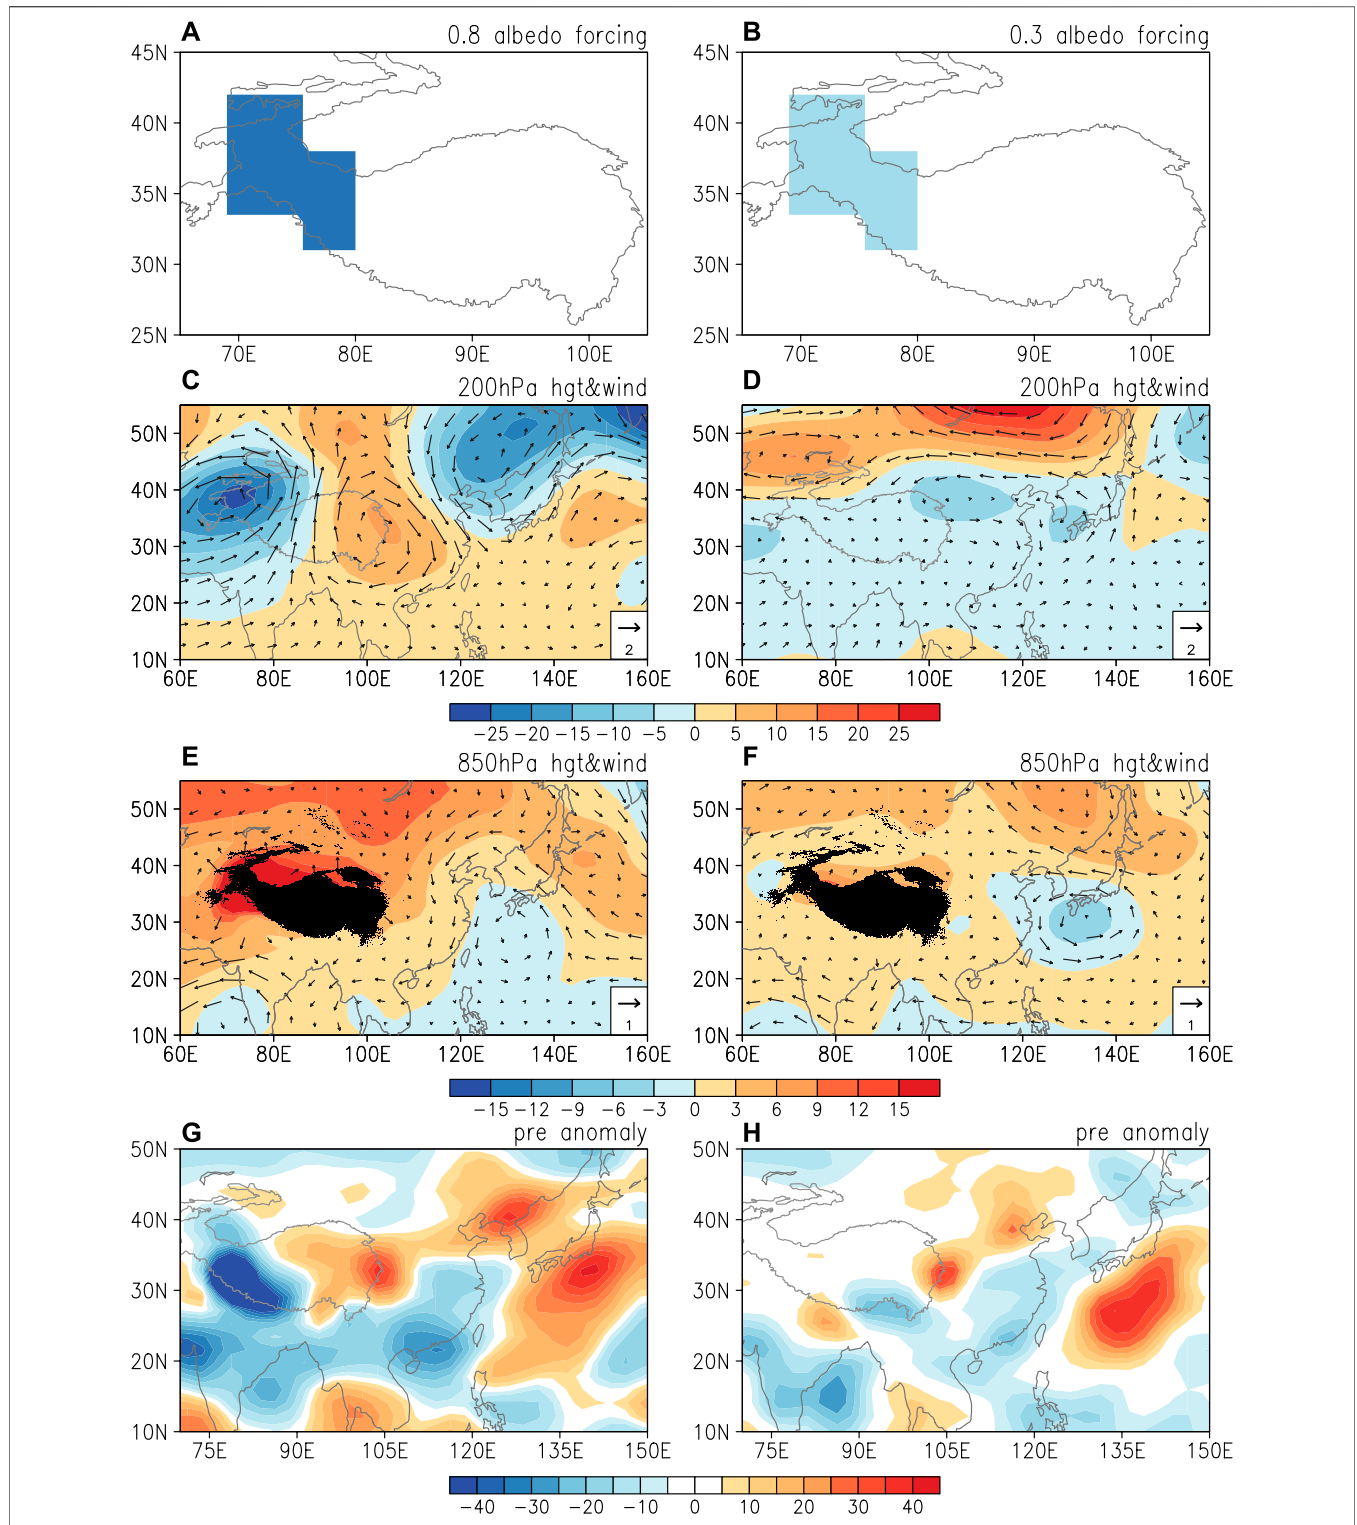 A 0.8 albedo forcing B 0.3 albedo forcing
45N 45N
40N 40N
35N 35N
30N 30N
25N 25N
70E 80E 90E 100E 70E 80E 90E 100E
C 200hPa hgt&wind D 200hPa hgt&wind
50N 50N
40N 40N
30N 30N
20N 20N
2 2
10N 10N
60E 80E 100E 120E 140E 160E 60E 80E 100E 120E 140E 160E
-25 -20 -15 -10 -5 0 5 10 15 20 25
E 850hPa hgt&wind F 850hPa hgt&wind
50N 50N
40N 40N
30N 30N
20N 20N
1 1
10N 10N
60E 80E 100E 120E 140E 160E 60E 80E 100E 120E 140E 160E
-15 -12 -9 -6 -3 0 3 6 9 12 15
G pre anomaly H pre anomaly
50N 50N
40N 40N
30N 30N
20N 20N
10N 10N
75E 90E 105E 120E 135E 150E 75E 90E 105E 120E 135E 150E
-40 -30 -20 -10 0 10 20 30 40